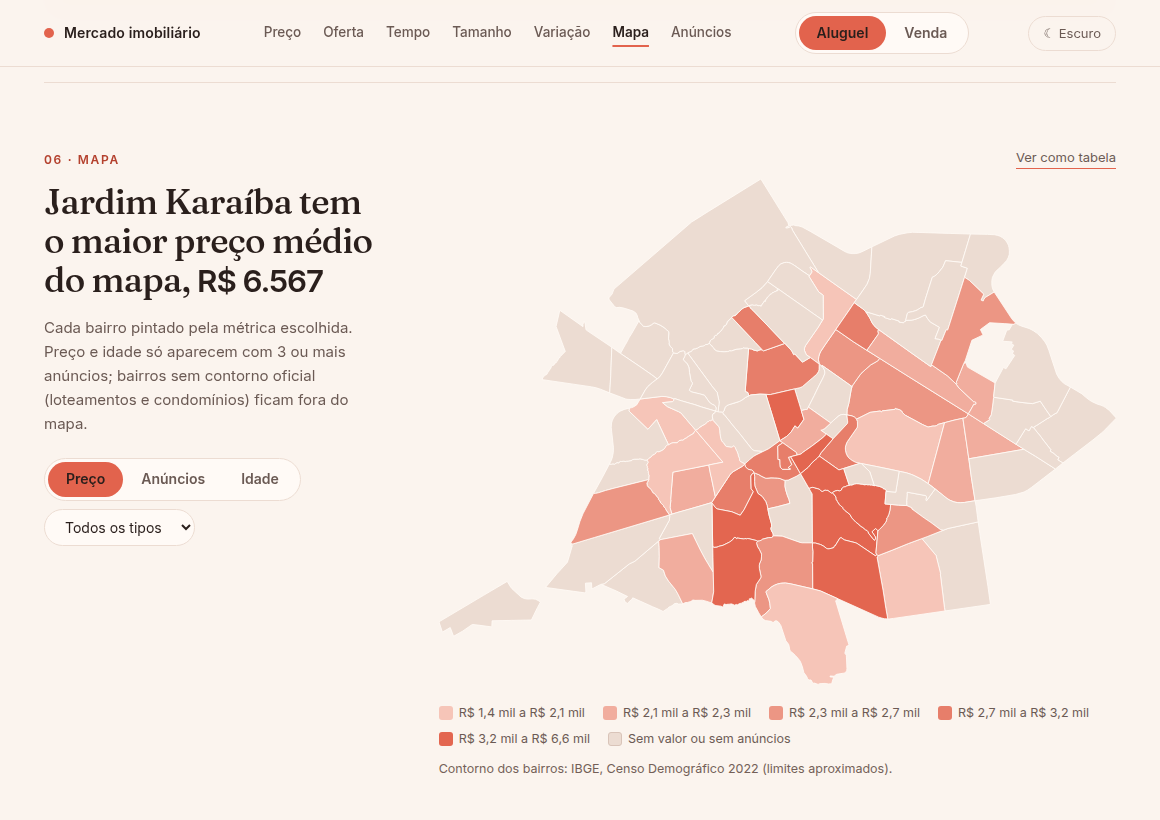 Mercado imobiliário
Preço Oferta Tempo Tamanho Variação Mapa Anúncios
Aluguel Venda
☾ Escuro
06 · MAPA
Ver como tabela
Jardim Karaíba tem
o maior preço médio
do mapa, R$ 6.567
Cada bairro pintado pela métrica escolhida.
Preço e idade só aparecem com 3 ou mais
anúncios; bairros sem contorno oficial
(loteamentos e condomínios) ficam fora do
mapa.
Preço Anúncios Idade
Todos os tipos
R$ 1,4 mil a R$ 2,1 mil R$ 2,1 mil a R$ 2,3 mil R$ 2,3 mil a R$ 2,7 mil R$ 2,7 mil a R$ 3,2 mil
R$ 3,2 mil a R$ 6,6 mil Sem valor ou sem anúncios
Contorno dos bairros: IBGE, Censo Demográfico 2022 (limites aproximados).